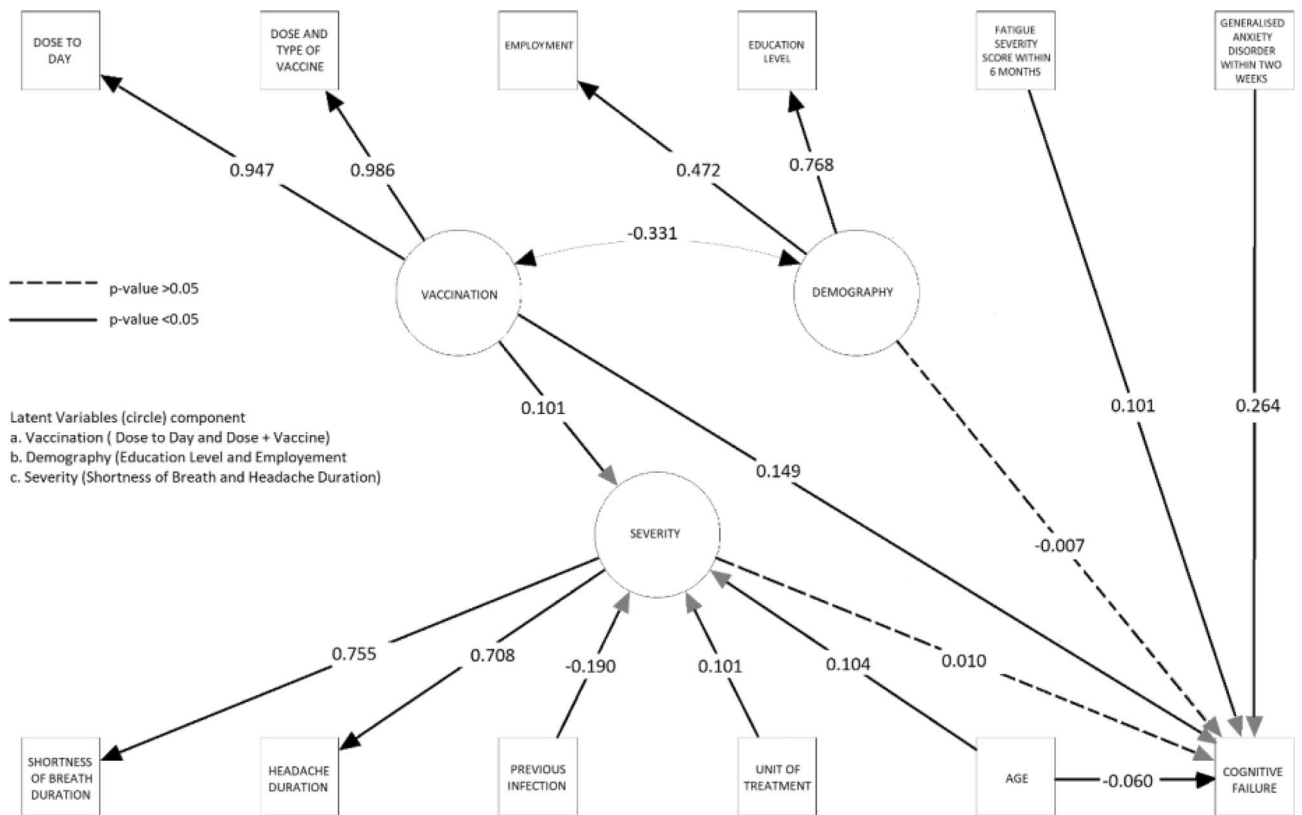 DOSE TO
DAY
DOSE AND
TYPE OF
VACCINE
EMPLOYMENT
EDUCATION
LEVEL
FATIGUE
SEVERITY
SCORE WITHIN
6 MONTHS
GENERALISED
ANXIETY
DISORDER
WITHIN TWO
WEEKS
0.947
0.986
0.472
0.768
-0.331
VACCINATION
DEMOGRAPHY
p-value >0.05
p-value <0.05
0.101
0.101
0.264
Latent Variables (circle) component
a. Vaccination ( Dose to Day and Dose + Vaccine)
b. Demography (Education Level and Employement
c. Severity (Shortness of Breath and Headache Duration)
0.149
SEVERITY
-0.007
0.755
0.708
-0.190
0.101
0.104
0.010
SHORTNESS
OF BREATH
DURATION
HEADACHE
DURATION
PREVIOUS
INFECTION
UNIT OF
TREATMENT
AGE
-0.060
COGNITIVE
FAILURE